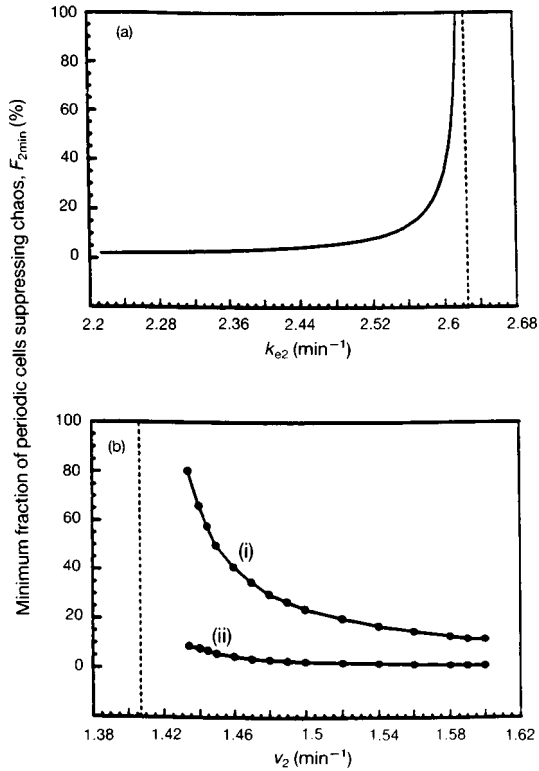 Minimum fraction of periodic cells suppressing chaos, F2min (%)
100
(a)
80
60
40
20
0
2.2 2.28 2.36 2.44 2.52 2.6 2.68
ke2 (min−1)
100
(b)
80
60
(i)
40
20
(ii)
0
1.38 1.42 1.46 1.5 1.54 1.58 1.62
v2 (min−1)